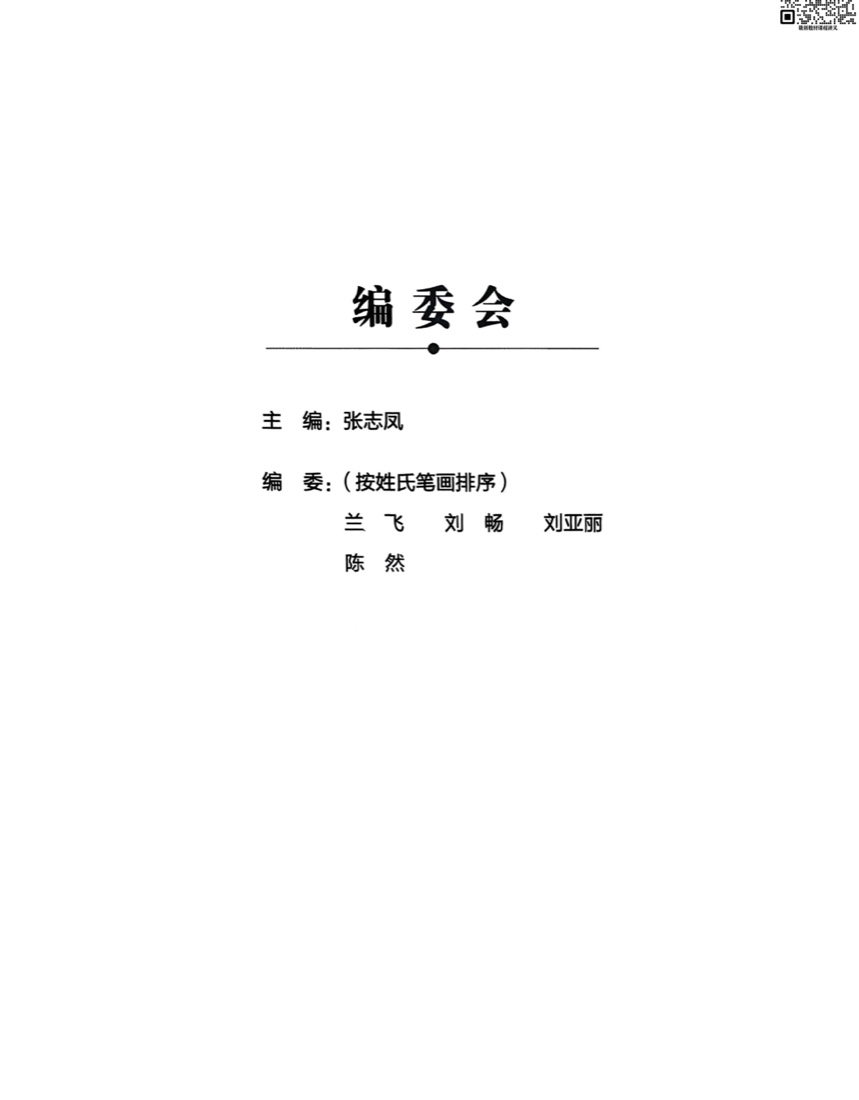 编委会
主　编：张志凤
编　委：（按姓氏笔画排序）
兰　飞　　刘　畅　　刘亚丽
陈　然